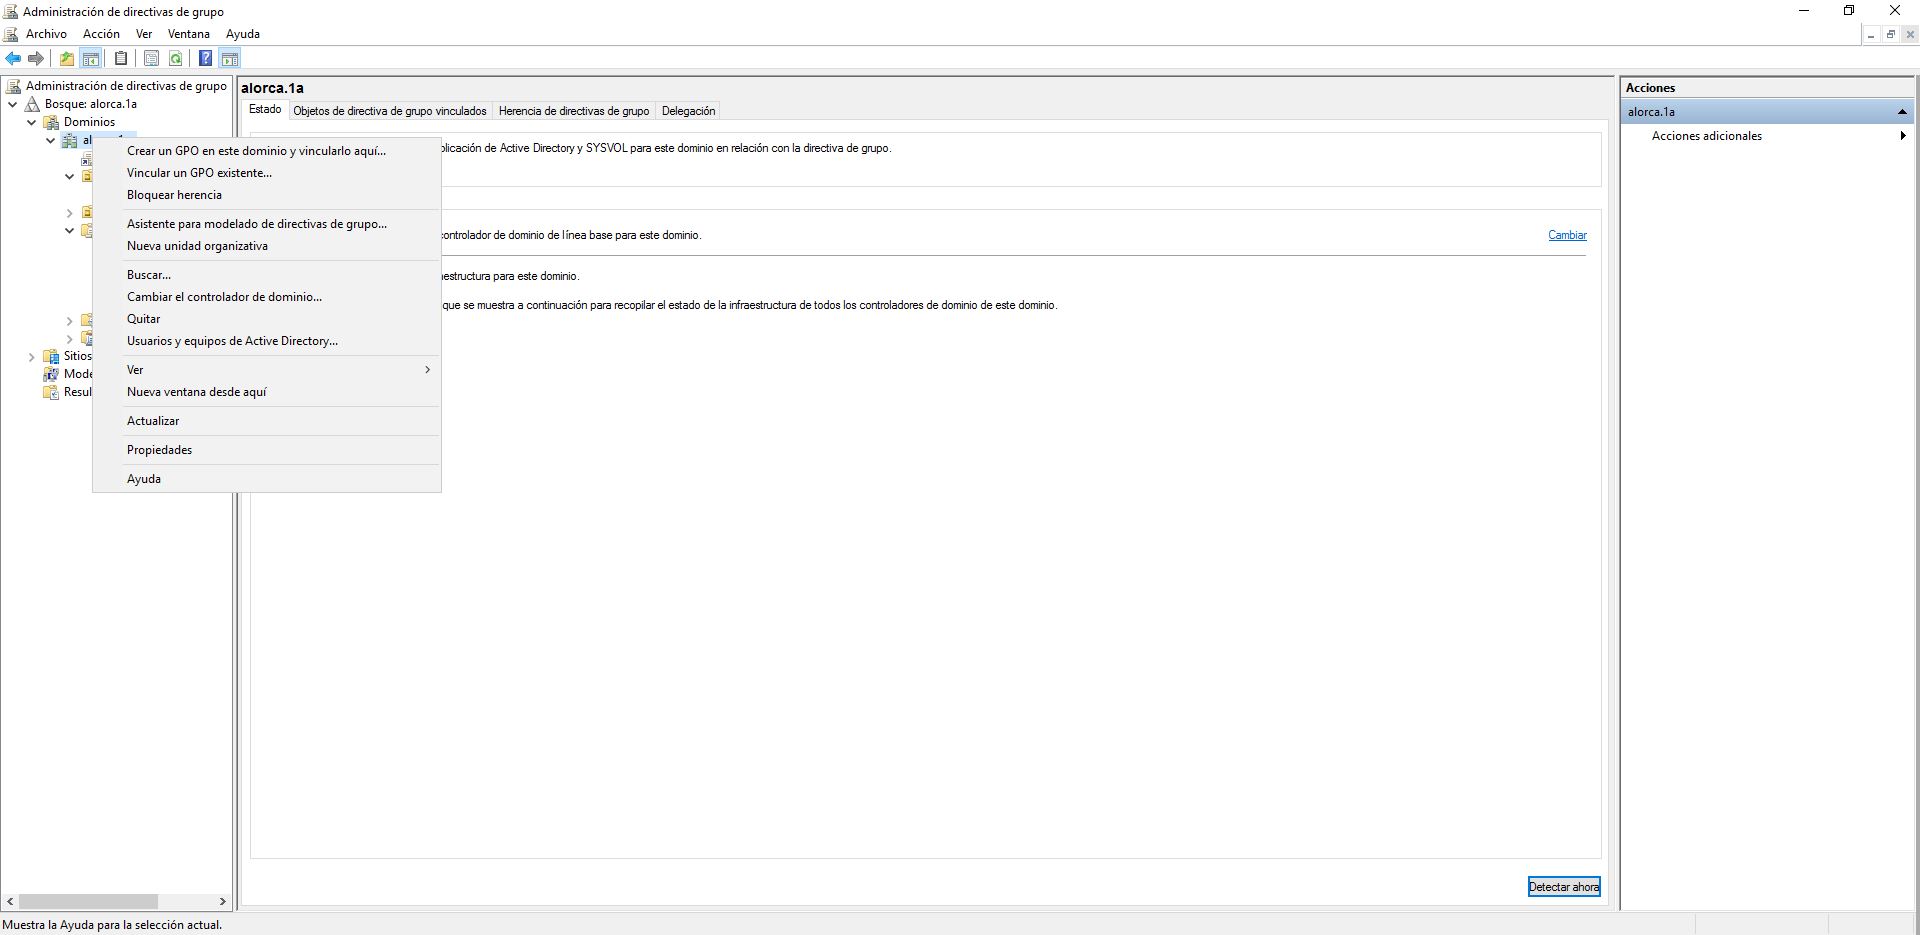 Administración de directivas de grupo
Archivo Acción Ver Ventana Ayuda
Administración de directivas de grupo
Bosque: alorca.1a
Dominios
Sitios
Crear un GPO en este dominio y vincularlo aquí...
Vincular un GPO existente...
Bloquear herencia
Asistente para modelado de directivas de grupo...
Nueva unidad organizativa
Buscar...
Cambiar el controlador de dominio...
Quitar
Usuarios y equipos de Active Directory...
Ver
Nueva ventana desde aquí
Actualizar
Propiedades
Ayuda
alorca.1a
Estado Objetos de directiva de grupo vinculados Herencia de directivas de grupo Delegación
de Active Directory y SYSVOL para este dominio en relación con la directiva de grupo.
controlador de dominio de línea base para este dominio. Cambiar
para este dominio.
que se muestra a continuación para recopilar el estado de la infraestructura de todos los controladores de dominio de este dominio.
Detectar ahora
Acciones
alorca.1a
Acciones adicionales
Muestra la Ayuda para la selección actual.